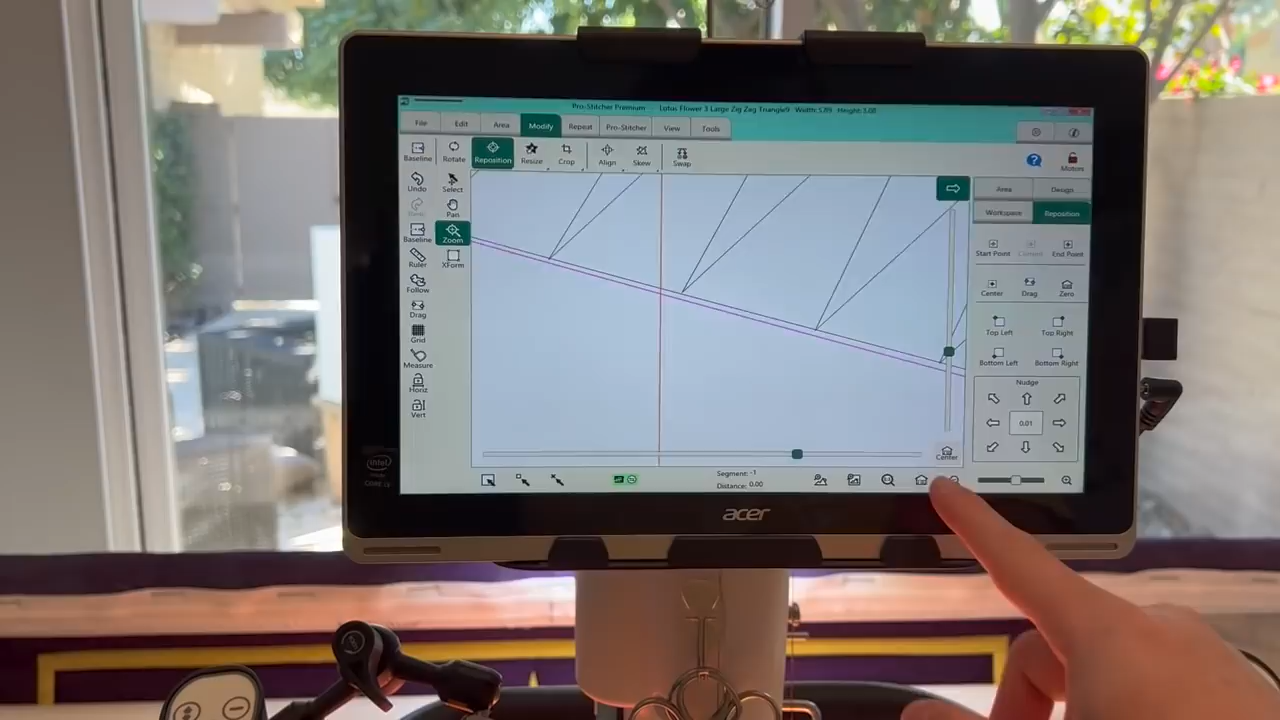 Pro-Stitcher Premium Lotus Flower 3 Large Zig Zag Triangle9 Width:5.89 Height:3.08
File Edit Area Modify Repeat Pro-Stitcher View Tools
Baseline Rotate Reposition Resize Crop Align Skew Swap
Motors
Undo Select
Pan
Baseline Zoom
Ruler XForm
Follow
Drag
Grid
Measure
Horiz
Vert
Area Design
Workspace Reposition
Start Point End Point
Center Drag Zero
Top Left Top Right
Bottom Left Bottom Right
Nudge
0.01
Center
Segment: -1
Distance: 0.00
intel
acer